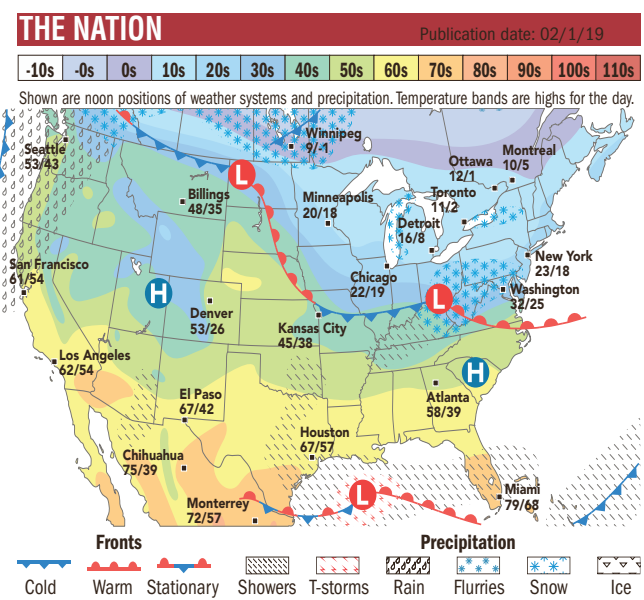 THE NATION
Publication date: 02/1/19
-10s -0s 0s 10s 20s 30s 40s 50s 60s 70s 80s 90s 100s 110s
Shown are noon positions of weather systems and precipitation. Temperature bands are highs for the day.
Winnipeg
9/-1
Seattle
53/43
Montreal
10/5
Ottawa
12/1
L
Billings
48/35
Minneapolis
20/18
Toronto
11/2
Detroit
16/8
New York
23/18
San Francisco
61/54
Chicago
22/19
Washington
32/25
H
L
Denver
53/26
Kansas City
45/38
Los Angeles
62/54
H
El Paso
67/42
Atlanta
58/39
Houston
67/57
Chihuahua
75/39
Miami
79/68
L
Monterrey
72/57
Fronts
Precipitation
Cold Warm Stationary Showers T-storms Rain Flurries Snow Ice